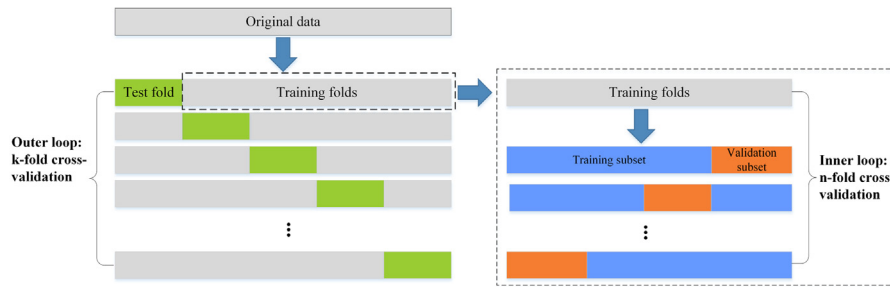 Original data
Test fold
Training folds
Outer loop:
k-fold cross-
validation
⋮
Training folds
Training subset
Validation
subset
Inner loop:
n-fold cross
validation
⋮